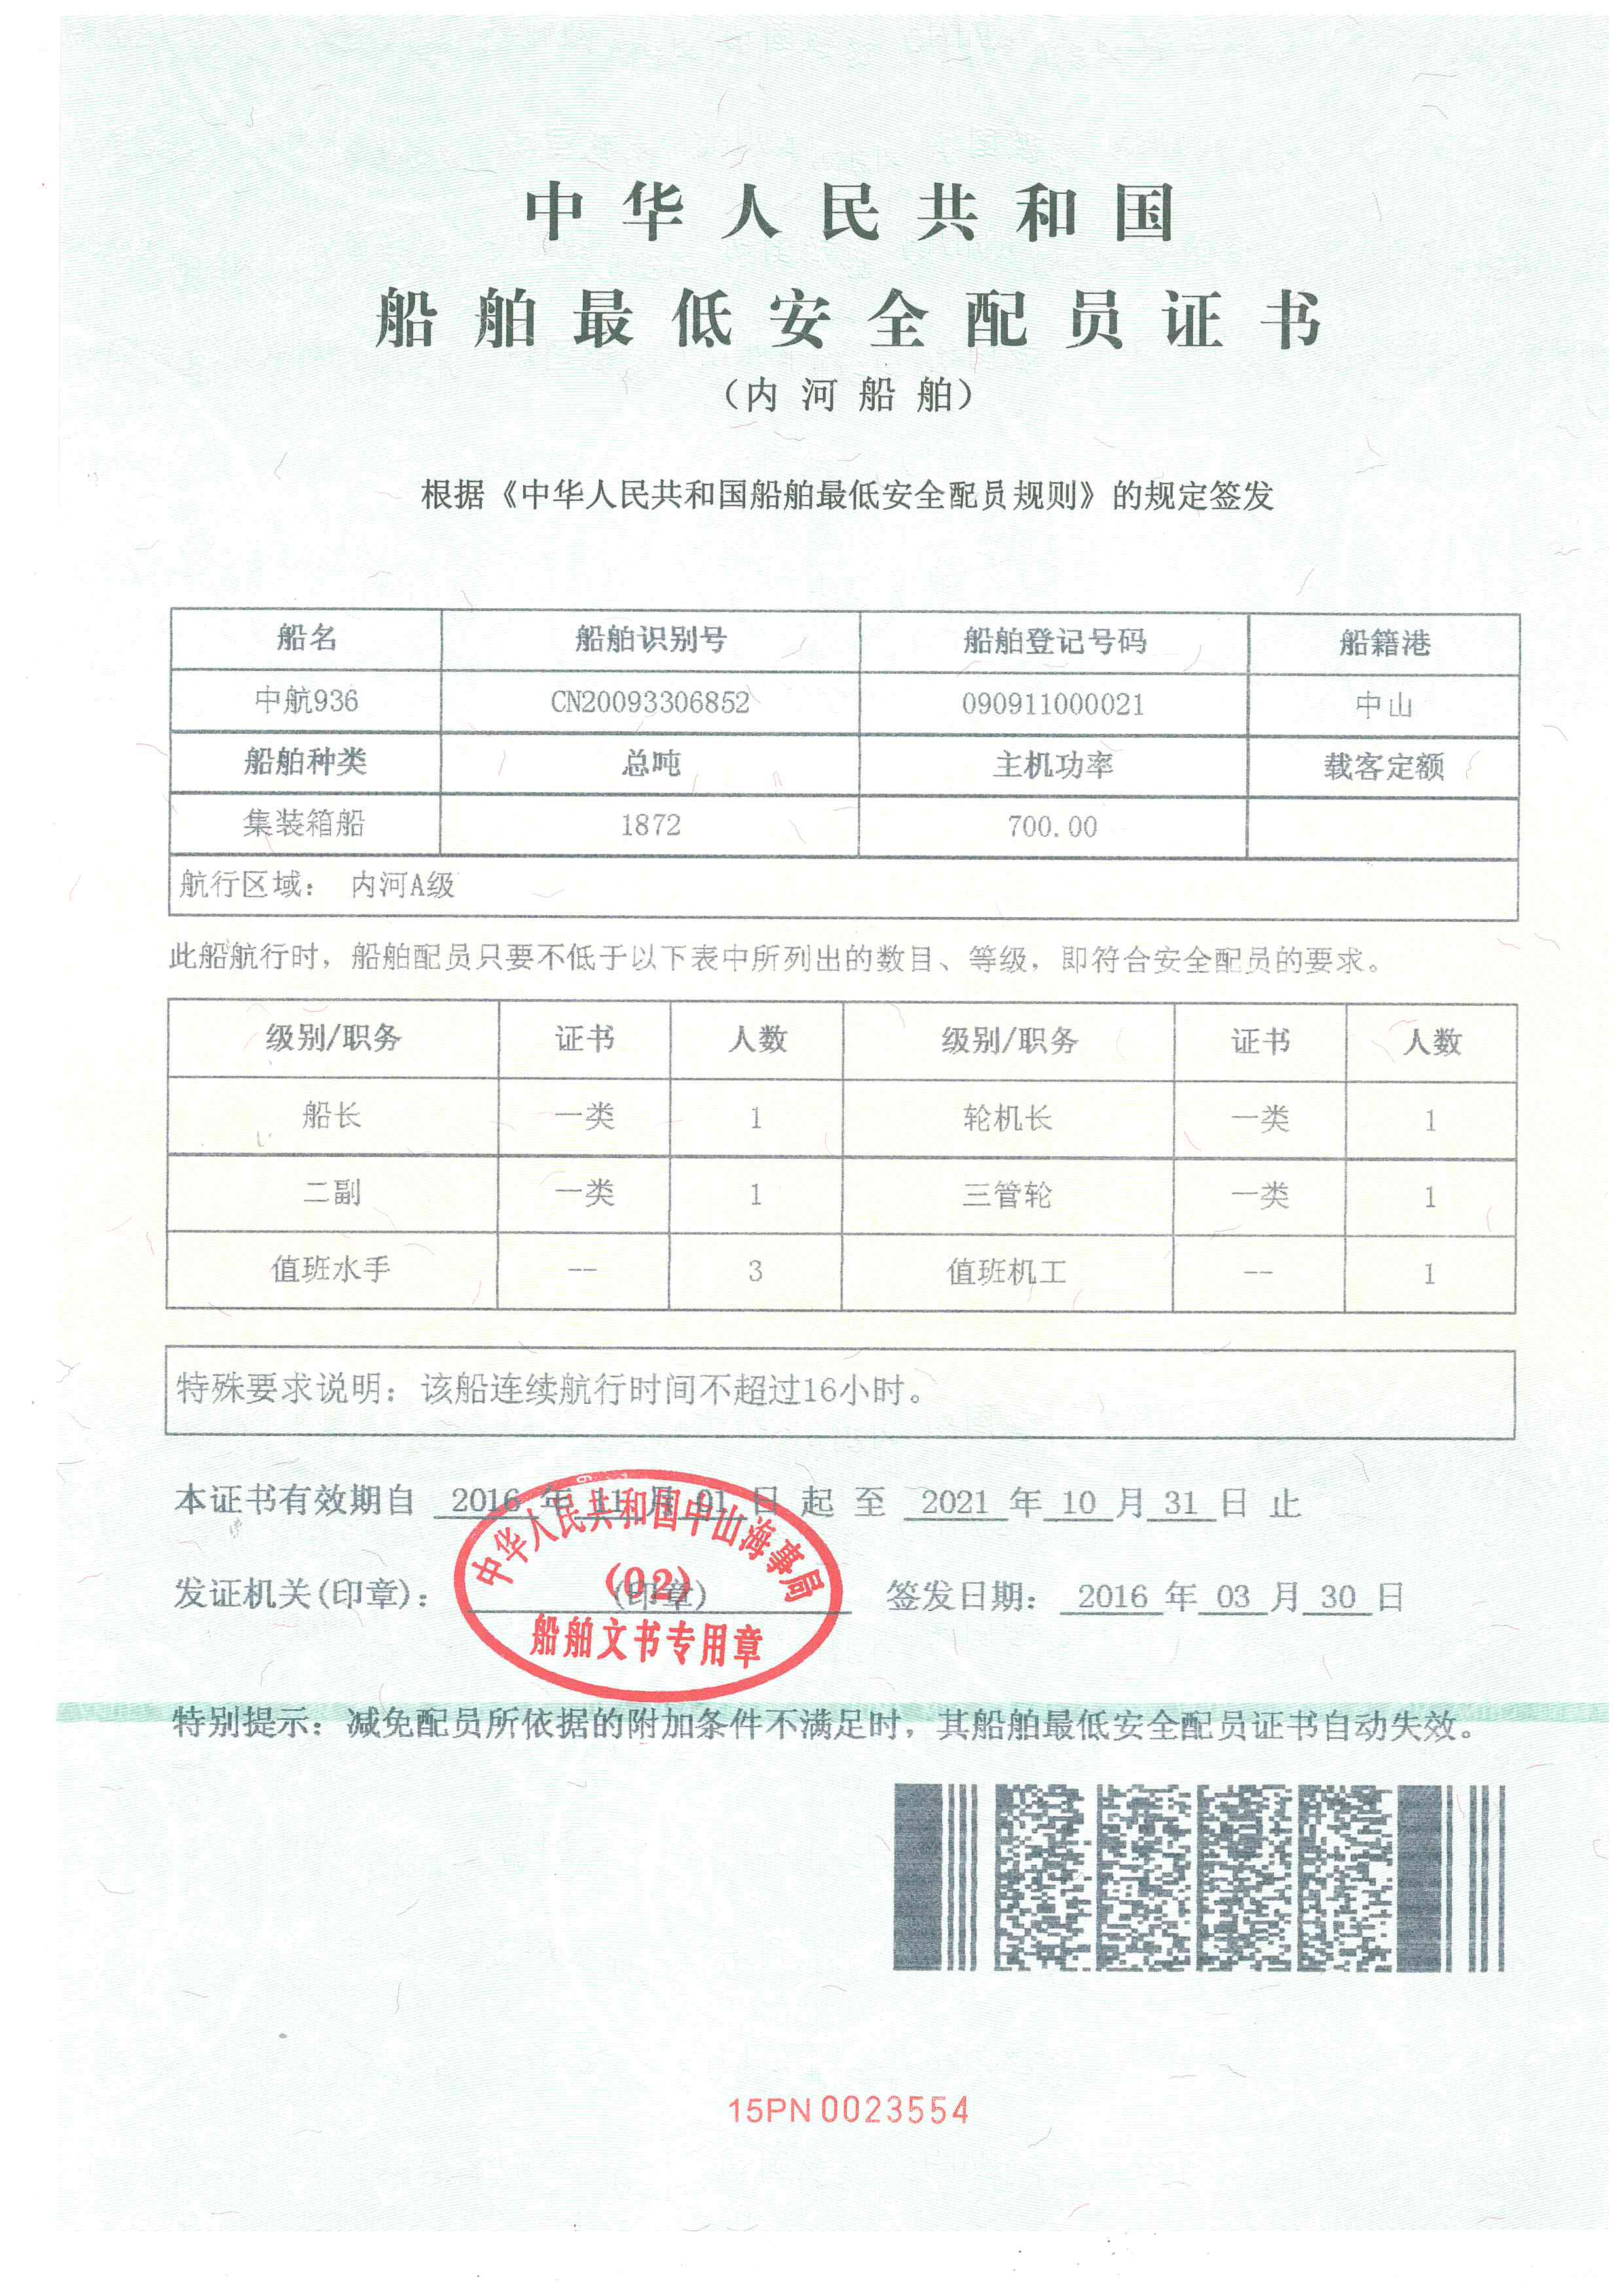 中华人民共和国
船舶最低安全配员证书
（内河船舶）
根据《中华人民共和国船舶最低安全配员规则》的规定签发
船名 船舶识别号 船舶登记号码 船籍港
中航936 CN20093306852 090911000021 中山
船舶种类 总吨 主机功率 载客定额
集装箱船 1872 700.00
航行区域： 内河A级
此船航行时，船舶配员只要不低于以下表中所列出的数目、等级，即符合安全配员的要求。
级别/职务 证书 人数 级别/职务 证书 人数
船长 一类 1 轮机长 一类 1
二副 一类 1 三管轮 一类 1
值班水手 -- 3 值班机工 -- 1
特殊要求说明：该船连续航行时间不超过16小时。
本证书有效期自 2016 年 11 月 01 日 起 至 2021 年 10 月 31 日 止
中华人民共和国中山海事局
(02)
发证机关(印章)： (印章) 签发日期： 2016 年 03 月 30 日
船舶文书专用章
特别提示：减免配员所依据的附加条件不满足时，其船舶最低安全配员证书自动失效。
15PN 0023554